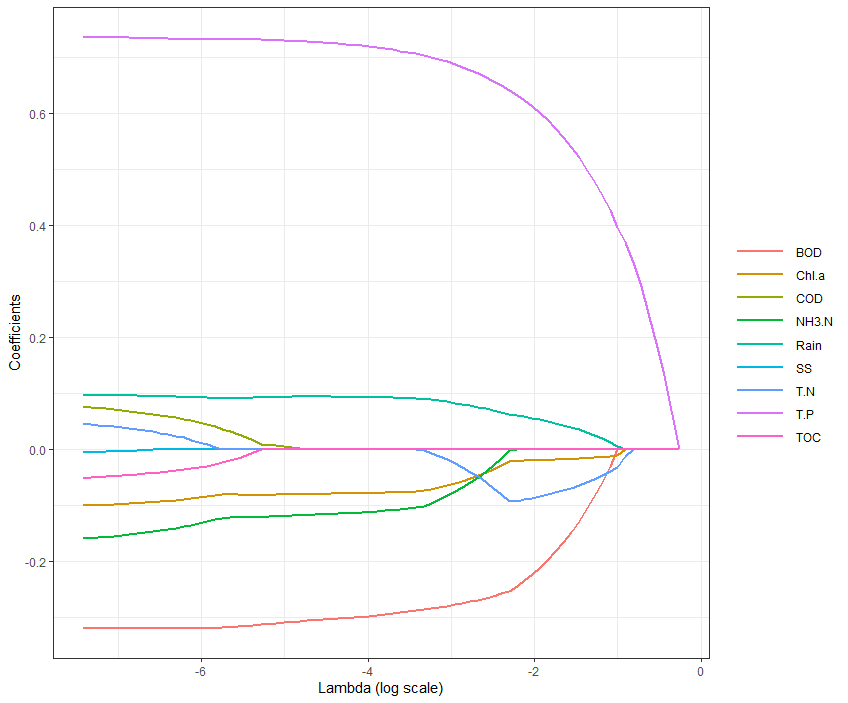 Coefficients
0.6
0.4
0.2
0.0
-0.2
-6
-4
-2
0
Lambda (log scale)
BOD
Chl.a
COD
NH3.N
Rain
SS
T.N
T.P
TOC